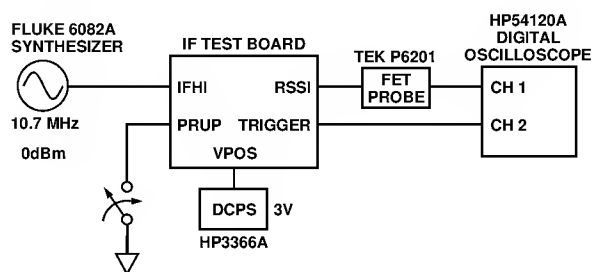 FLUKE 6082A
SYNTHESIZER
10.7 MHz
0dBm
IF TEST BOARD
IFHI
RSSI
PRUP
TRIGGER
VPOS
DCPS
3V
HP3366A
TEK P6201
FET
PROBE
HP54120A
DIGITAL
OSCILLOSCOPE
CH 1
CH 2